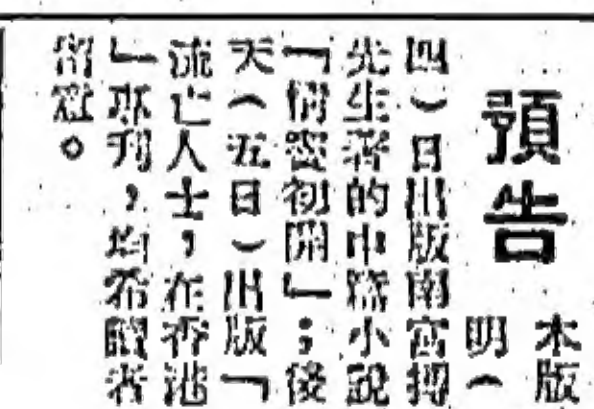 預告
本版
明（
四）日出版南宮搏
先生著的中篇小說
「情竇初開」；後
天（五日）出版「
流亡人士，在香港
」專刊，均希讀者
留意。